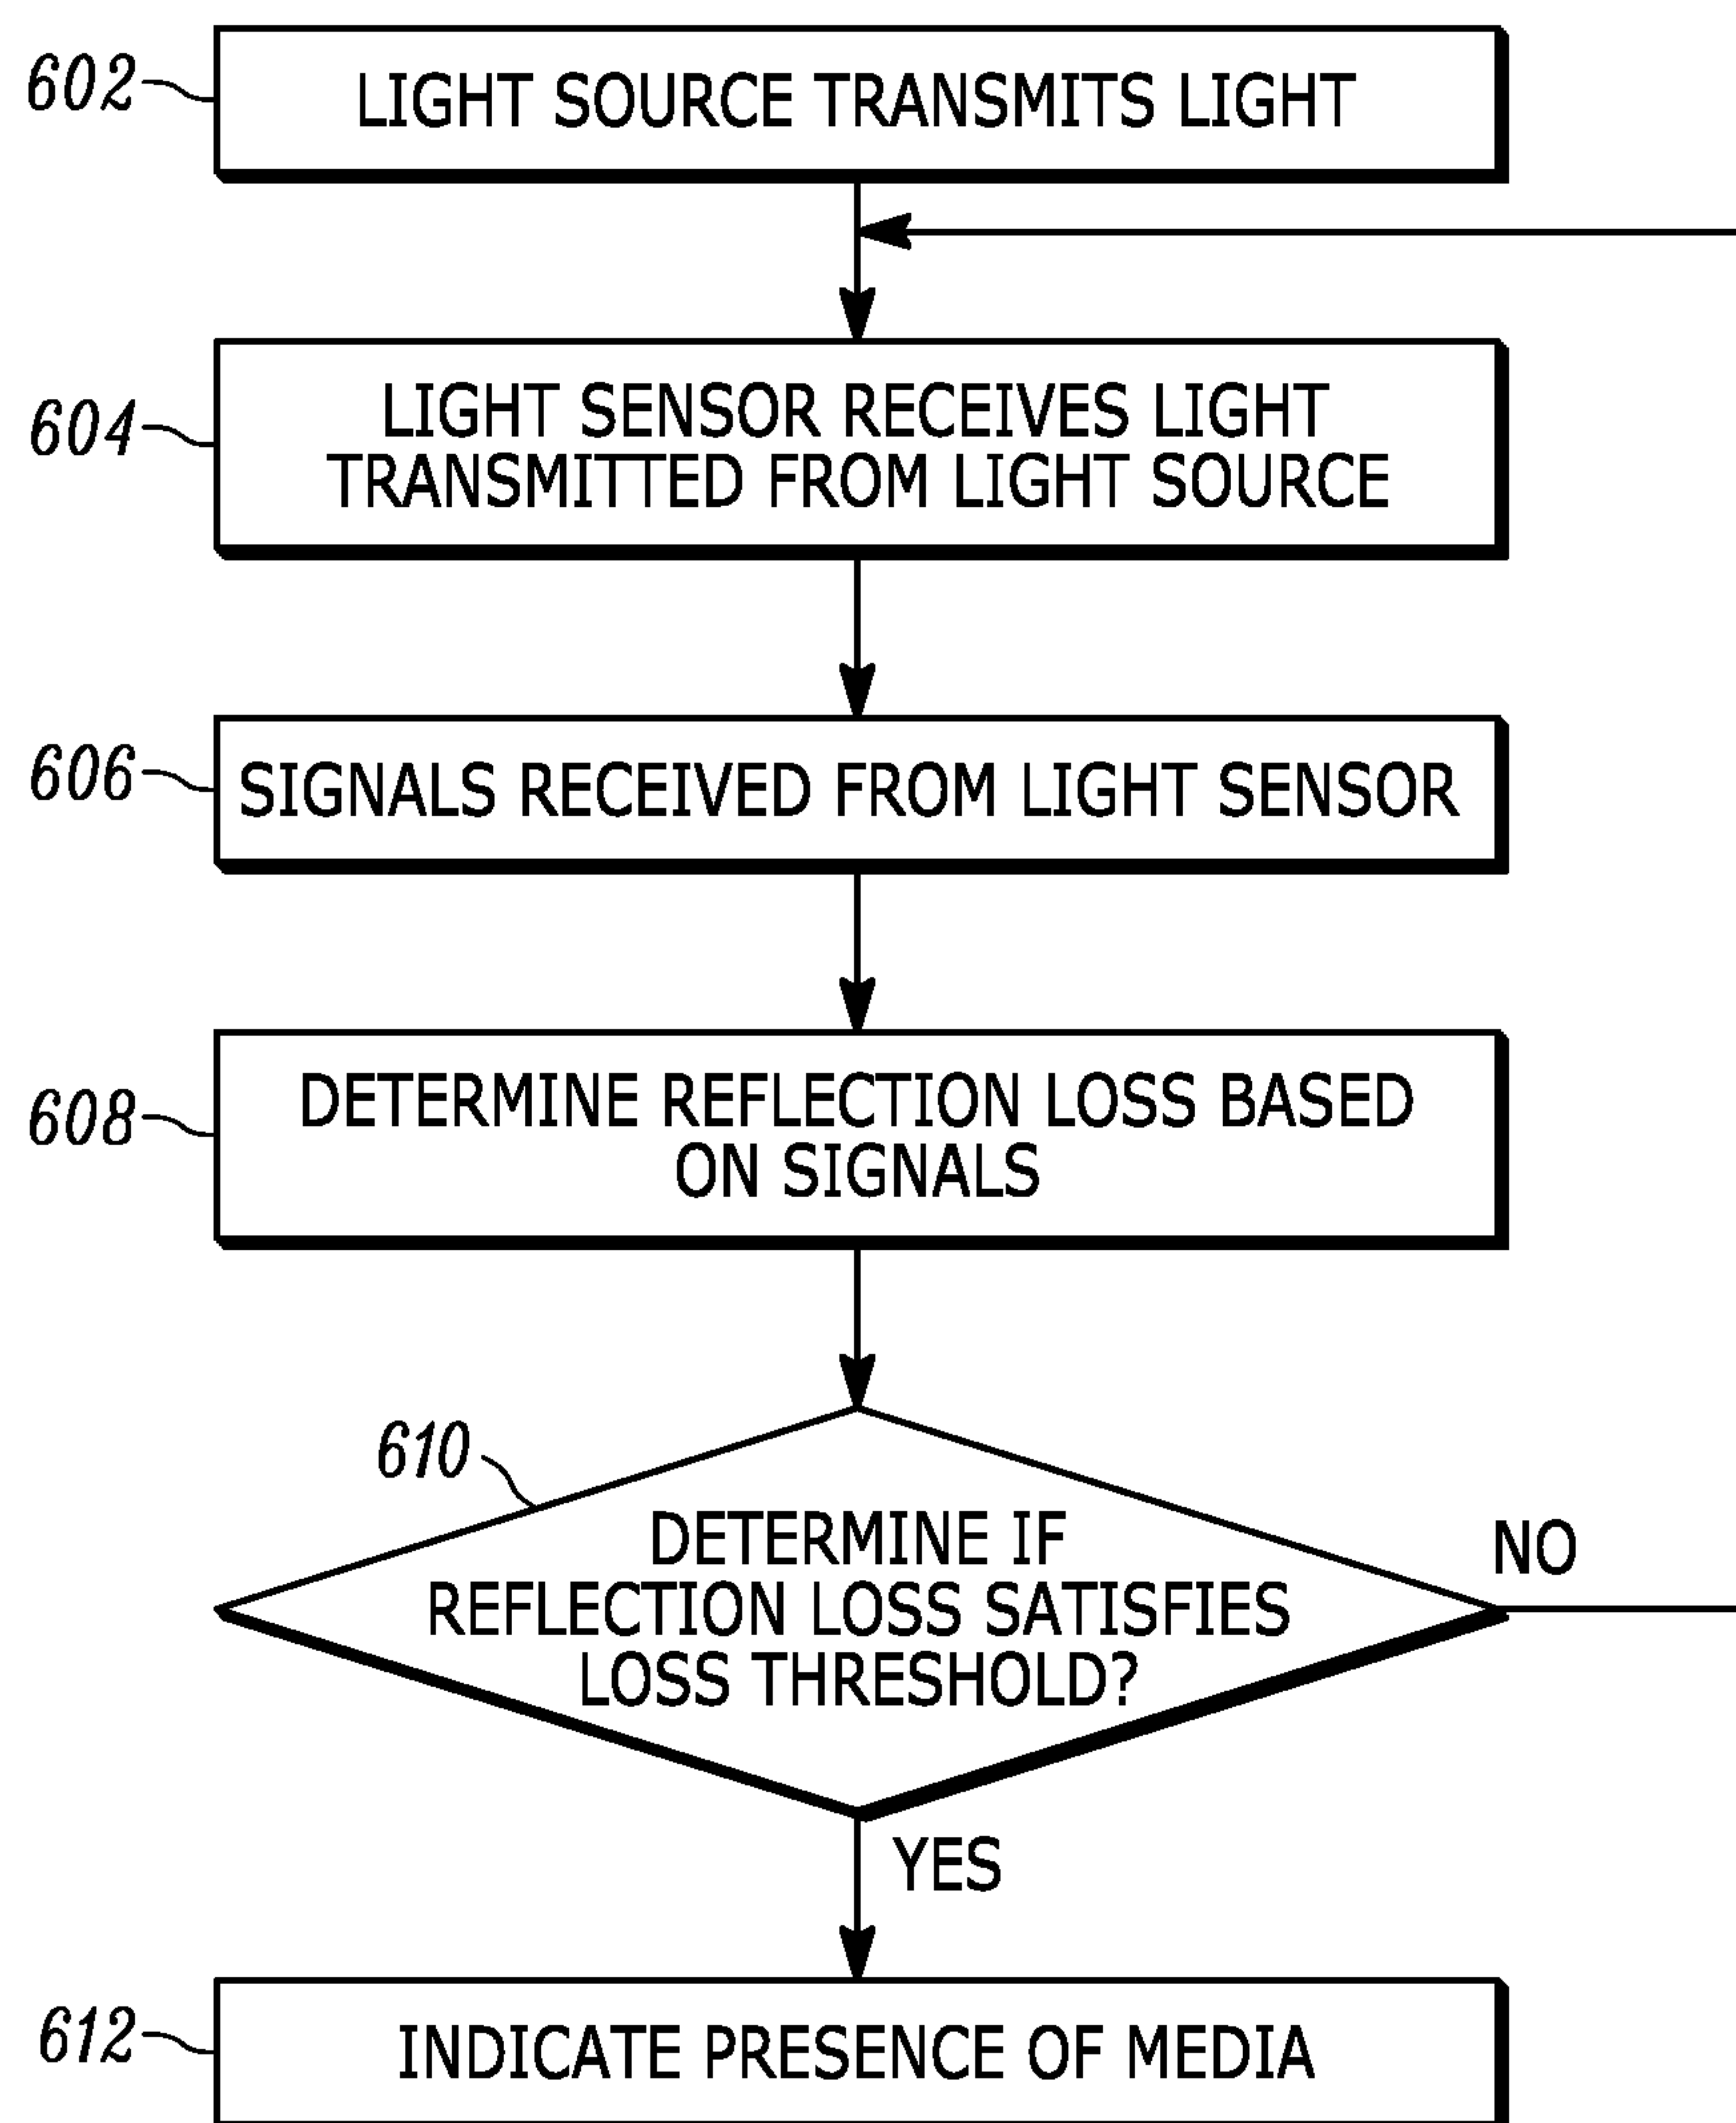 602
LIGHT SOURCE TRANSMITS LIGHT
604
LIGHT SENSOR RECEIVES LIGHT
TRANSMITTED FROM LIGHT SOURCE
606
SIGNALS RECEIVED FROM LIGHT SENSOR
608
DETERMINE REFLECTION LOSS BASED
ON SIGNALS
610
DETERMINE IF
REFLECTION LOSS SATISFIES
LOSS THRESHOLD?
NO
YES
612
INDICATE PRESENCE OF MEDIA